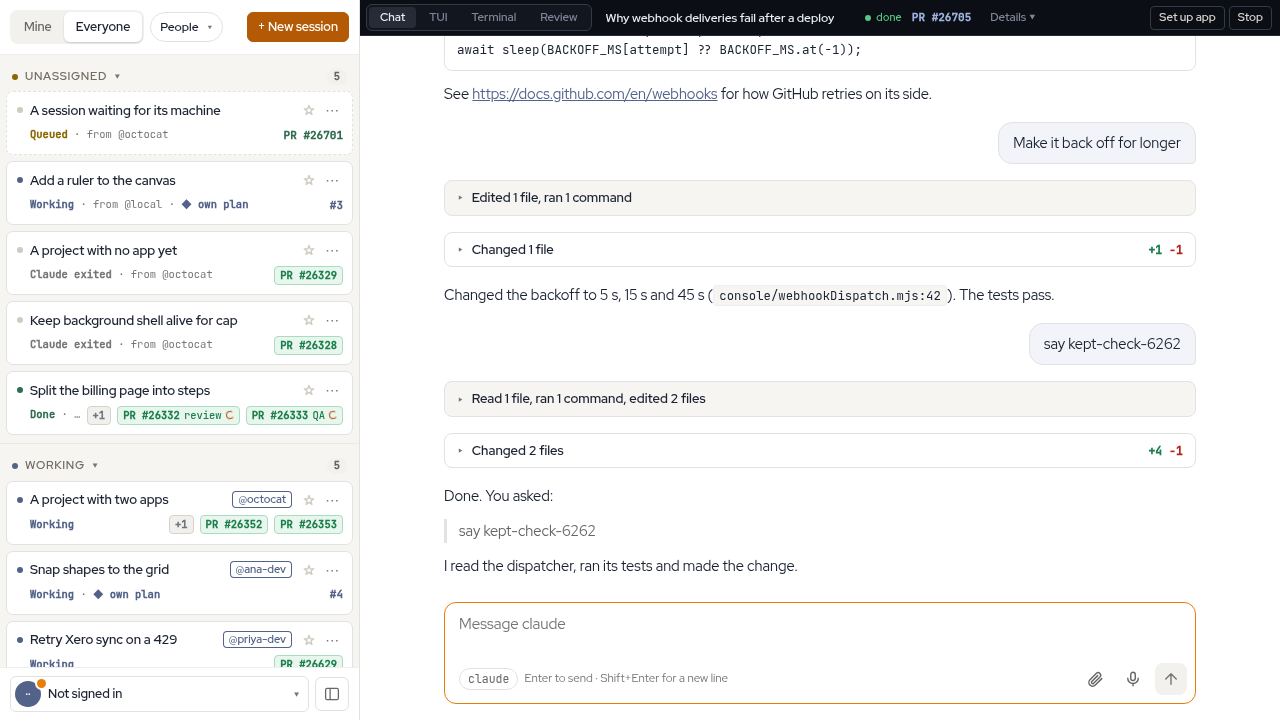 Mine Everyone People ▾ + New session
UNASSIGNED ▾ 5
A session waiting for its machine
Queued · from @octocat PR #26701
Add a ruler to the canvas
Working · from @local · ◆ own plan #3
A project with no app yet
Claude exited · from @octocat PR #26329
Keep background shell alive for cap
Claude exited · from @octocat PR #26328
Split the billing page into steps
Done · … +1 PR #26332 review PR #26333 QA
WORKING ▾ 5
A project with two apps @octocat
Working +1 PR #26352 PR #26353
Snap shapes to the grid @ana-dev
Working · ◆ own plan #4
Retry Xero sync on a 429 @priya-dev
Working PR #26629
Not signed in
Chat TUI Terminal Review Why webhook deliveries fail after a deploy done PR #26705 Details ▾ Set up app Stop
await sleep(BACKOFF_MS[attempt] ?? BACKOFF_MS.at(-1));
See https://docs.github.com/en/webhooks for how GitHub retries on its side.
Make it back off for longer
Edited 1 file, ran 1 command
Changed 1 file +1 -1
Changed the backoff to 5 s, 15 s and 45 s (console/webhookDispatch.mjs:42). The tests pass.
say kept-check-6262
Read 1 file, ran 1 command, edited 2 files
Changed 2 files +4 -1
Done. You asked:
say kept-check-6262
I read the dispatcher, ran its tests and made the change.
Message claude
claude Enter to send · Shift+Enter for a new line